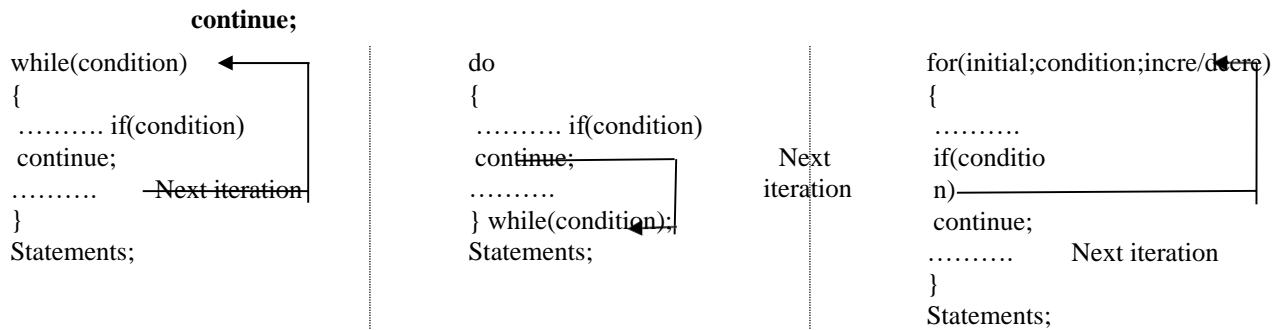 continue;
while(condition)
{
………. if(condition)
continue;
………. Next iteration
}
Statements;
do
{
………. if(condition)
continue;
……….
} while(condition);
Statements;
Next
iteration
for(initial;condition;incre/decre)
{
……….
if(conditio
n)
continue;
………. Next iteration
}
Statements;